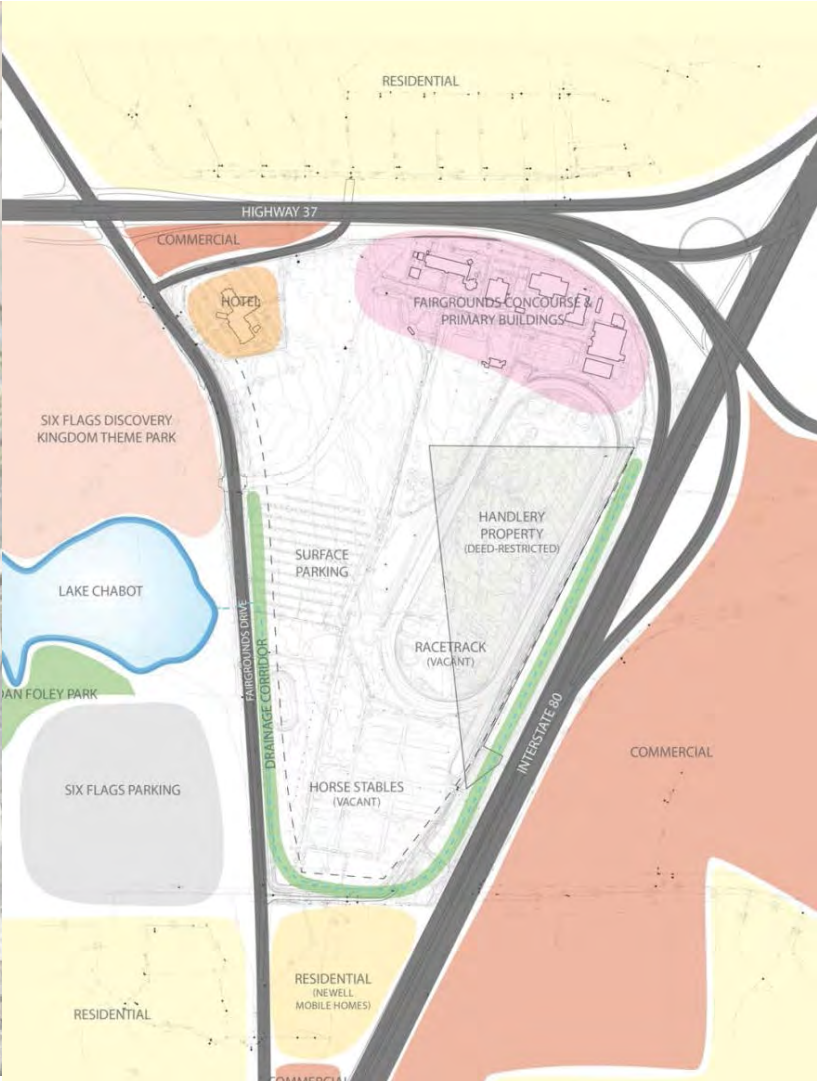 RESIDENTIAL
HIGHWAY 37
COMMERCIAL
HOTEL
FAIRGROUNDS CONCOURSE &
PRIMARY BUILDINGS
SIX FLAGS DISCOVERY
KINGDOM THEME PARK
HANDLERY
PROPERTY
(DEED-RESTRICTED)
SURFACE
PARKING
LAKE CHABOT
FAIRGROUNDS DRIVE
DRAINAGE CORRIDOR
RACETRACK
(VACANT)
DAN FOLEY PARK
INTERSTATE 80
COMMERCIAL
SIX FLAGS PARKING
HORSE STABLES
(VACANT)
RESIDENTIAL
(NEWELL
MOBILE HOMES)
RESIDENTIAL
COMMERCIAL